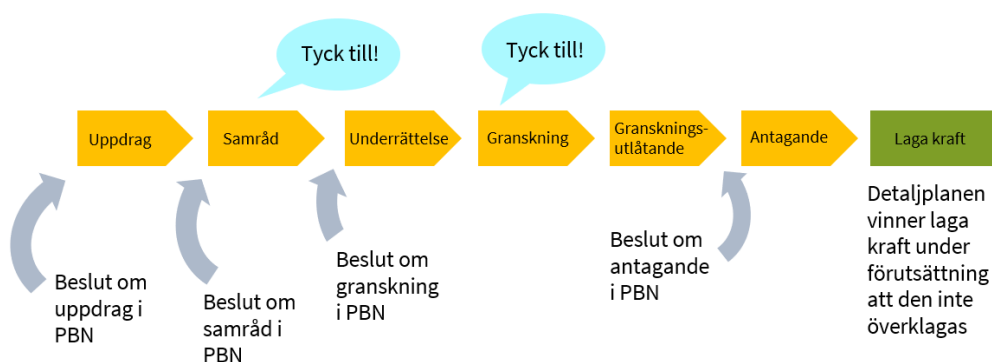 Tyck till!
Tyck till!
Uppdrag
Samråd
Underrättelse
Granskning
Gransknings-
utlåtande
Antagande
Laga kraft
Beslut om
uppdrag i
PBN
Beslut om
samråd i
PBN
Beslut om
granskning
i PBN
Beslut om
antagande
i PBN
Detaljplanen
vinner laga
kraft under
förutsättning
att den inte
överklagas